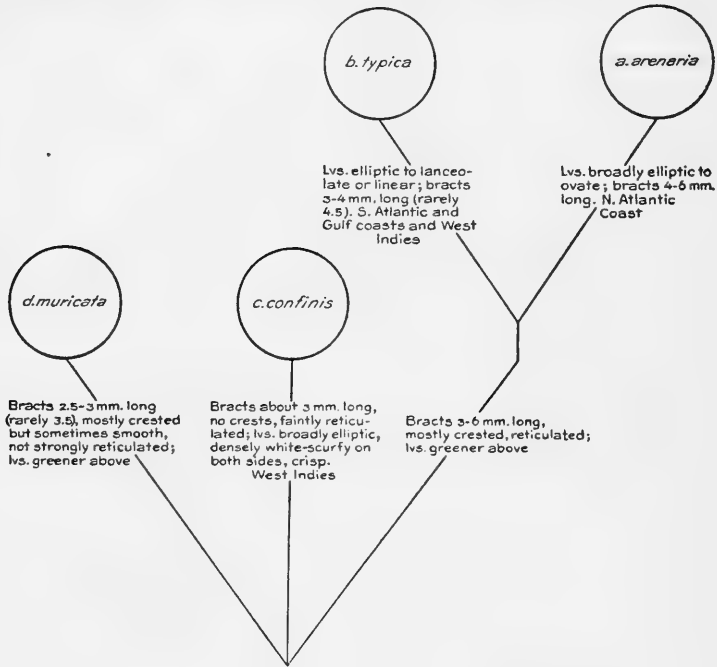 b. typica
a. arenaria
Lvs. elliptic to lanceo-
late or linear; bracts
3-4 mm. long (rarely
4.5). S. Atlantic and
Gulf coasts and West
Indies
Lvs. broadly elliptic to
ovate; bracts 4-6 mm.
long. N. Atlantic
Coast
d. muricata
c. confinis
Bracts 2.5-3 mm. long
(rarely 3.5), mostly crested
but sometimes smooth,
not strongly reticulated;
lvs. greener above
Bracts about 3 mm. long,
no crests, faintly reticu-
lated; lvs. broadly elliptic,
densely white-scurfy on
both sides, crisp.
West Indies
Bracts 3-6 mm. long,
mostly crested, reticulated;
lvs. greener above